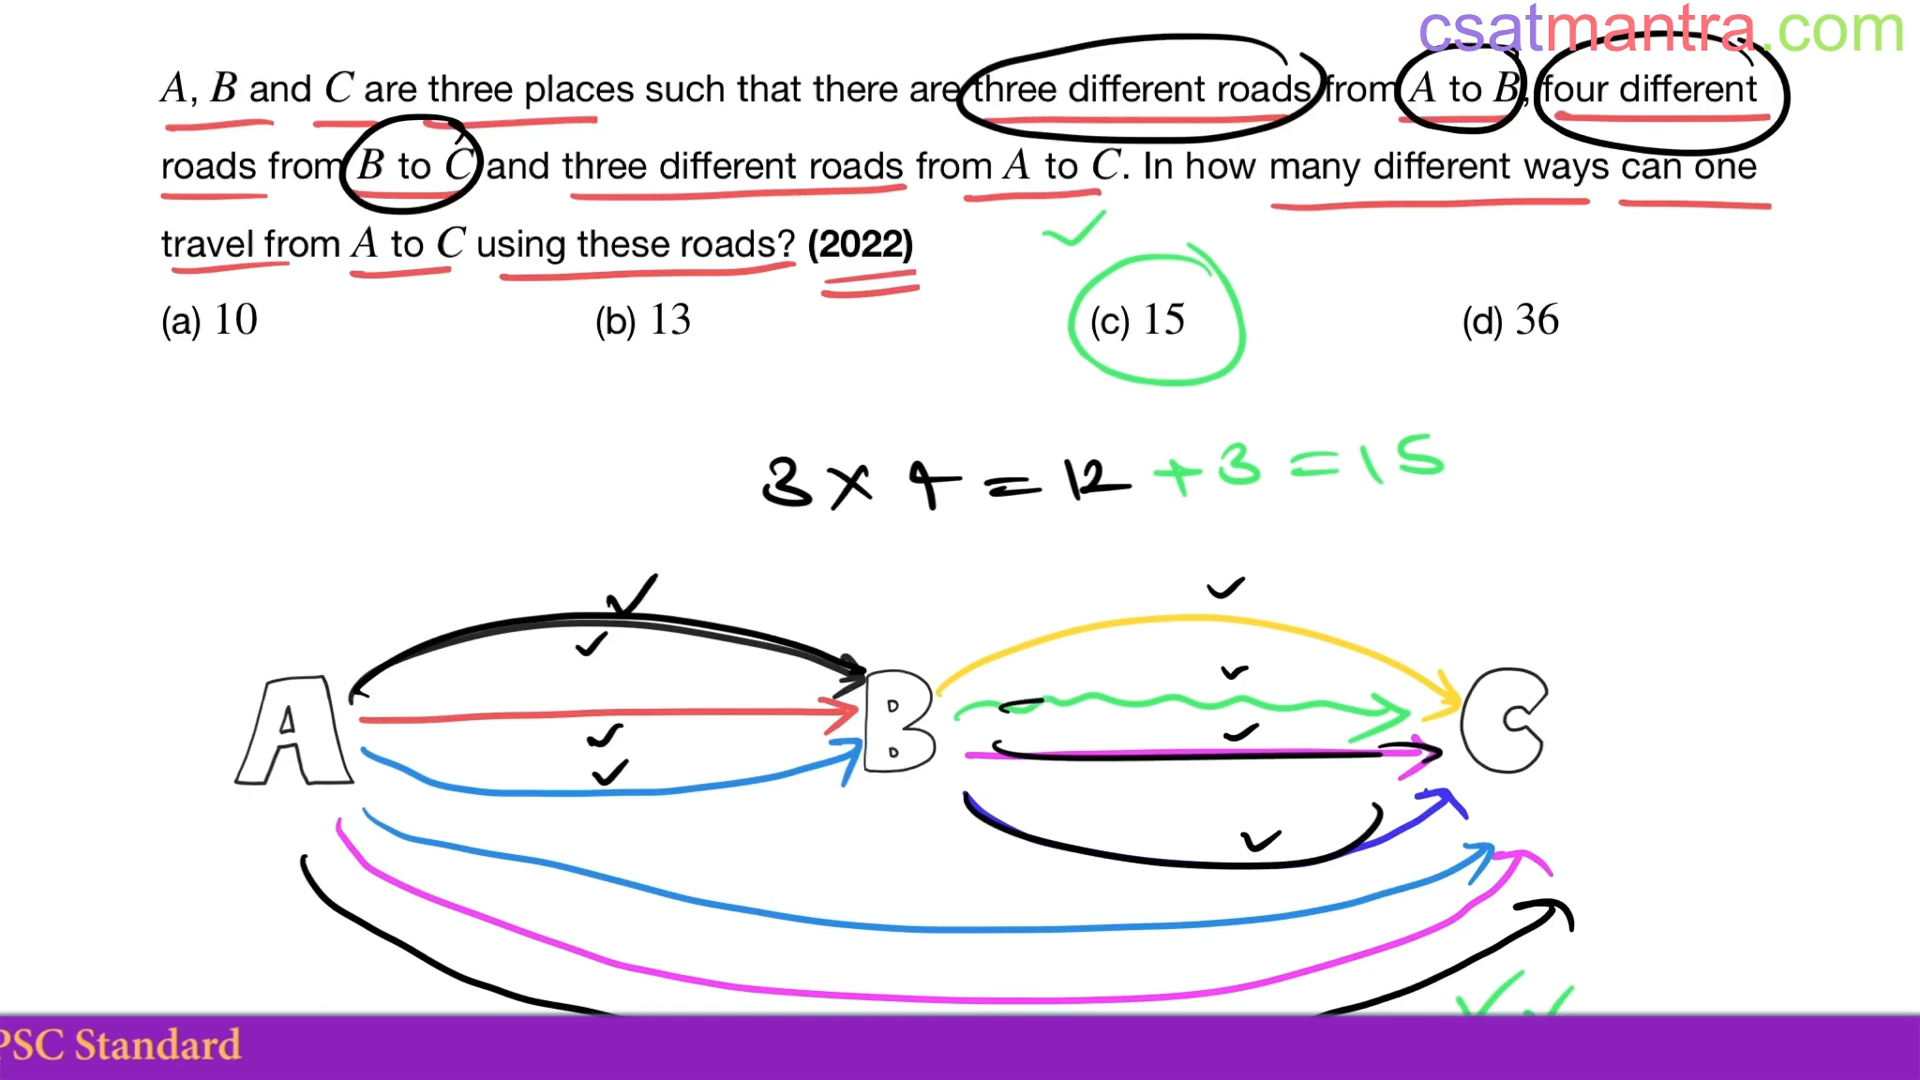 csatmantra.com
A, B and C are three places such that there are three different roads from A to B, four different
roads from B to C and three different roads from A to C. In how many different ways can one
travel from A to C using these roads? (2022)
(a) 10 (b) 13 (c) 15 (d) 36
3 × 4 = 12 + 3 = 15
A B C
PSC Standard